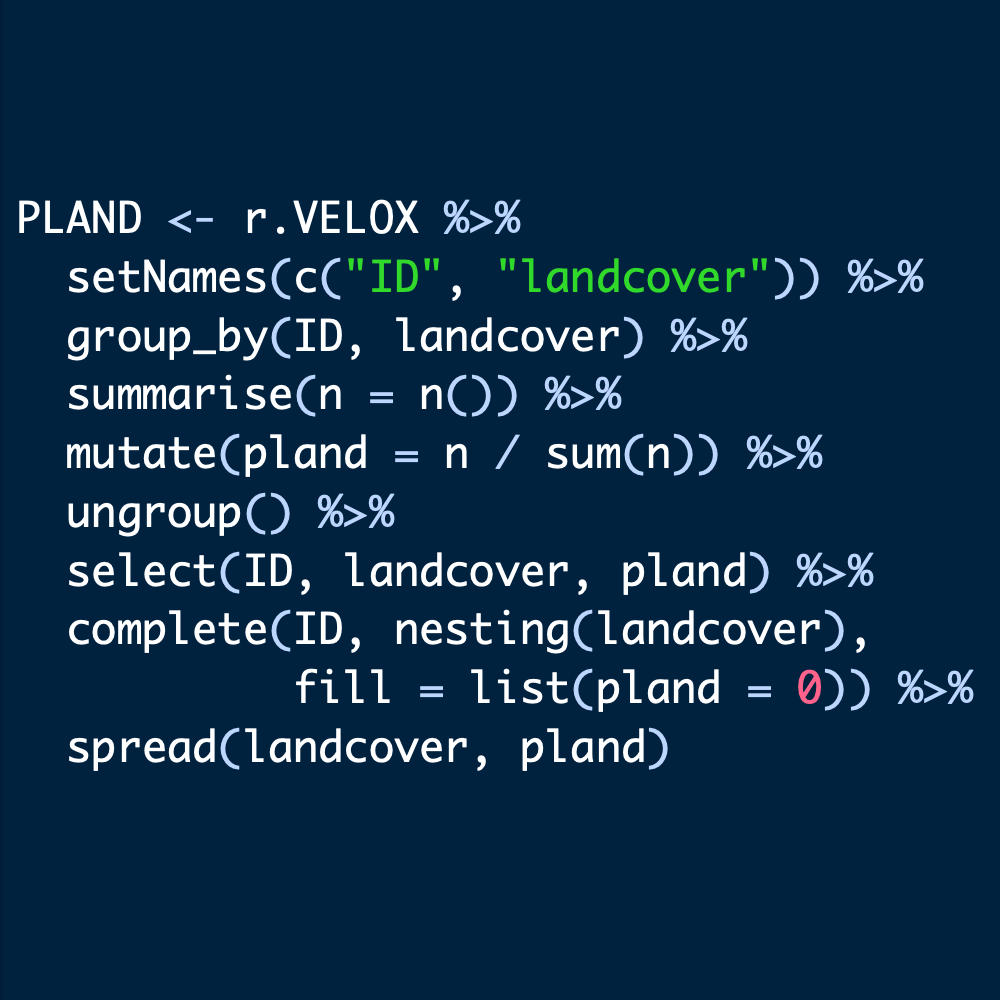 PLAND <- r.VELOX %>%
  setNames(c("ID", "landcover")) %>%
  group_by(ID, landcover) %>%
  summarise(n = n()) %>%
  mutate(pland = n / sum(n)) %>%
  ungroup() %>%
  select(ID, landcover, pland) %>%
  complete(ID, nesting(landcover),
           fill = list(pland = 0)) %>%
  spread(landcover, pland)